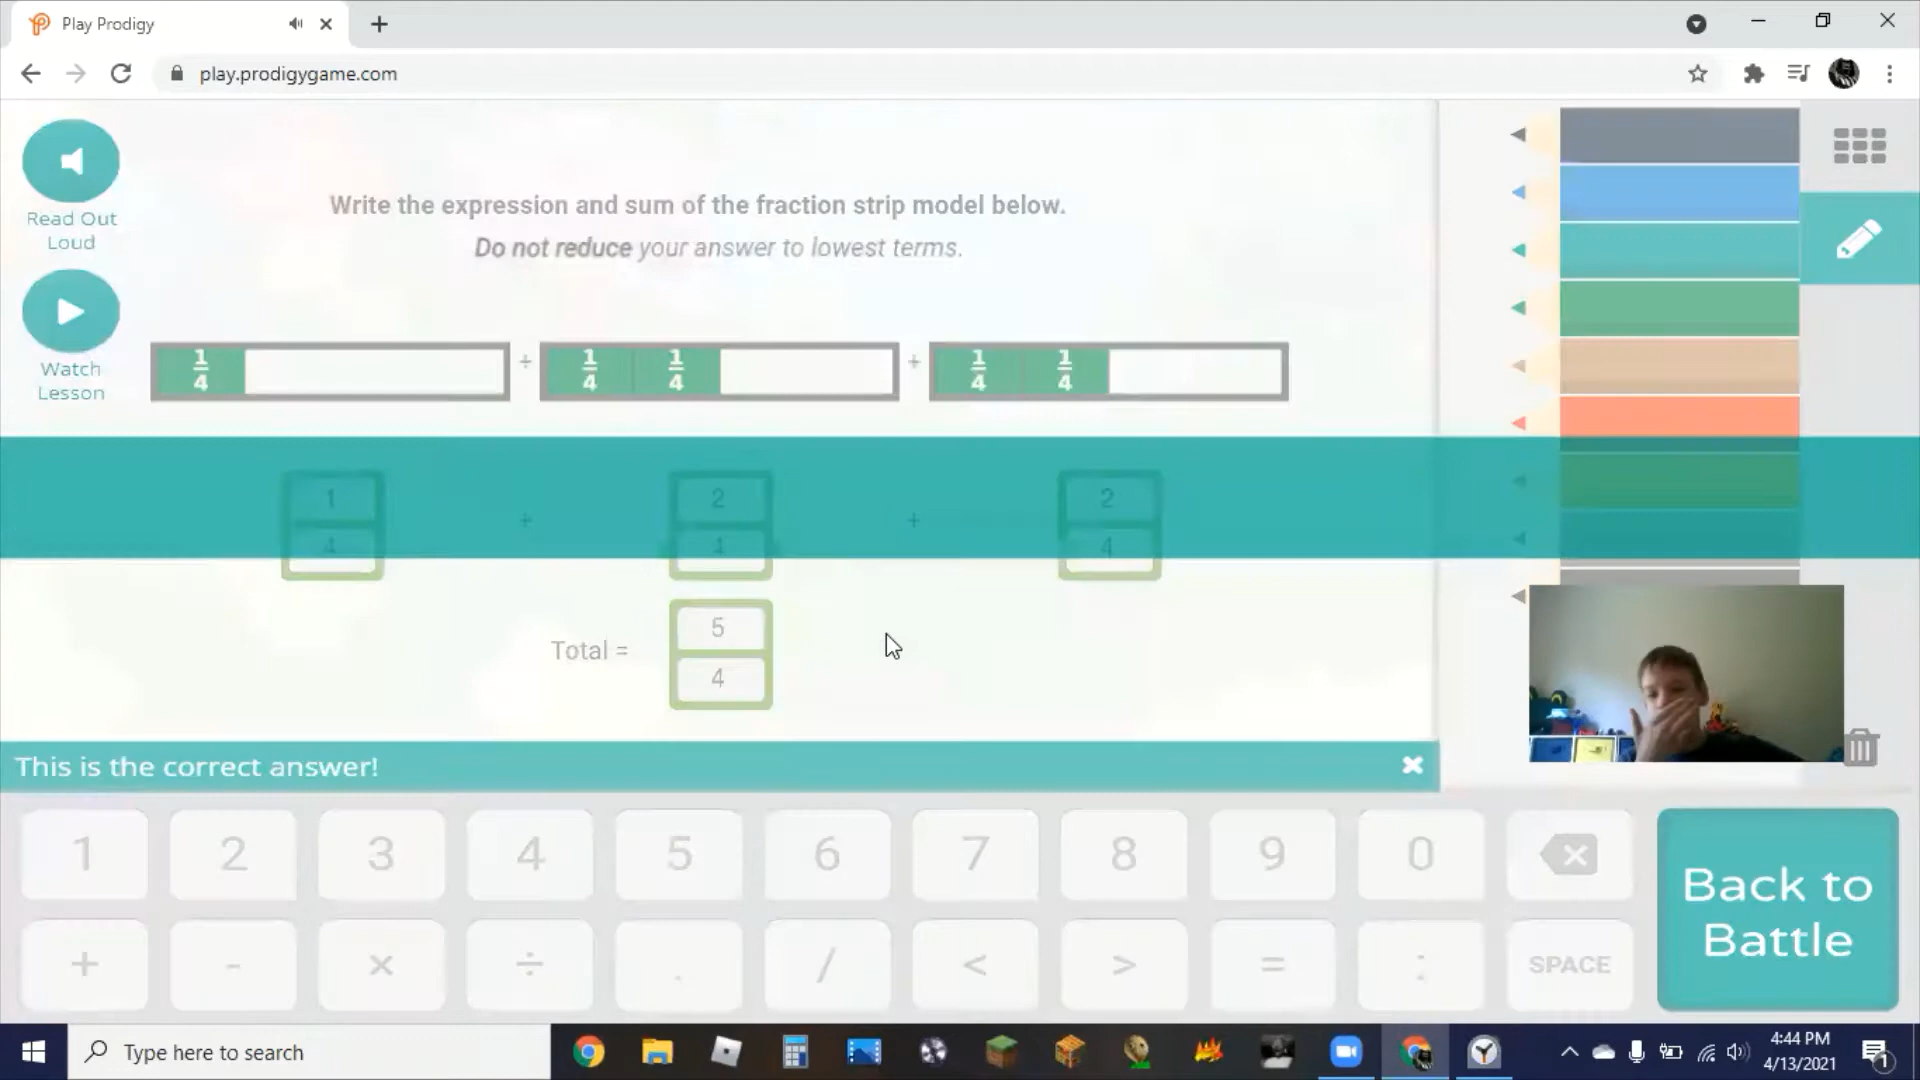 Play Prodigy
play.prodigygame.com
Read Out
Loud
Watch
Lesson
Write the expression and sum of the fraction strip model below.
Do not reduce your answer to lowest terms.
1/4 + 1/4 1/4 + 1/4 1/4
1/4 + 2/4 + 2/4
Total = 5/4
This is the correct answer!
1 2 3 4 5 6 7 8 9 0
+ - × ÷ . / < > = : SPACE
Back to
Battle
Type here to search
4:44 PM
4/13/2021
1